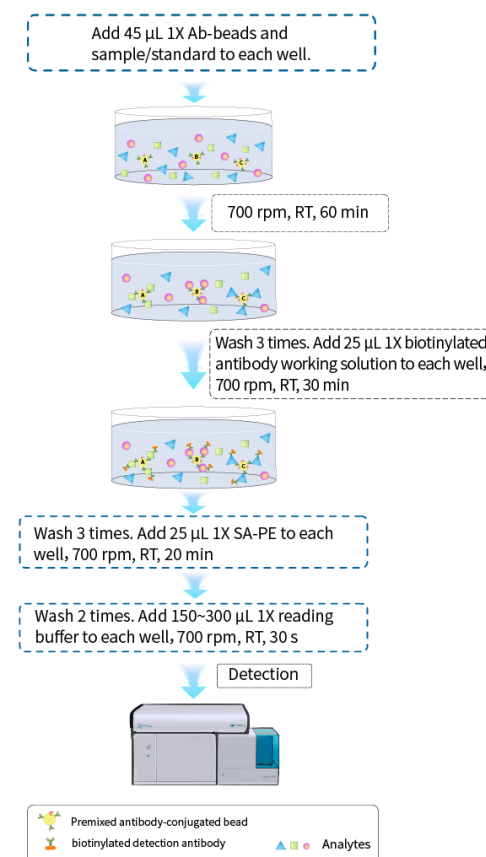 Add 45 µL 1X Ab-beads and
sample/standard to each well.
A
B
C
700 rpm, RT, 60 min
A
B
C
Wash 3 times. Add 25 µL 1X biotinylated
antibody working solution to each well,
700 rpm, RT, 30 min
A
B
C
Wash 3 times. Add 25 µL 1X SA-PE to each
well, 700 rpm, RT, 20 min
Wash 2 times. Add 150~300 µL 1X reading
buffer to each well, 700 rpm, RT, 30 s
Detection
Premixed antibody-conjugated bead
biotinylated detection antibody
Analytes